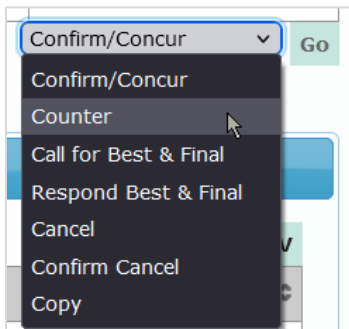 Confirm/Concur
Go
Confirm/Concur
Counter
Call for Best & Final
Respond Best & Final
Cancel
Confirm Cancel
Copy